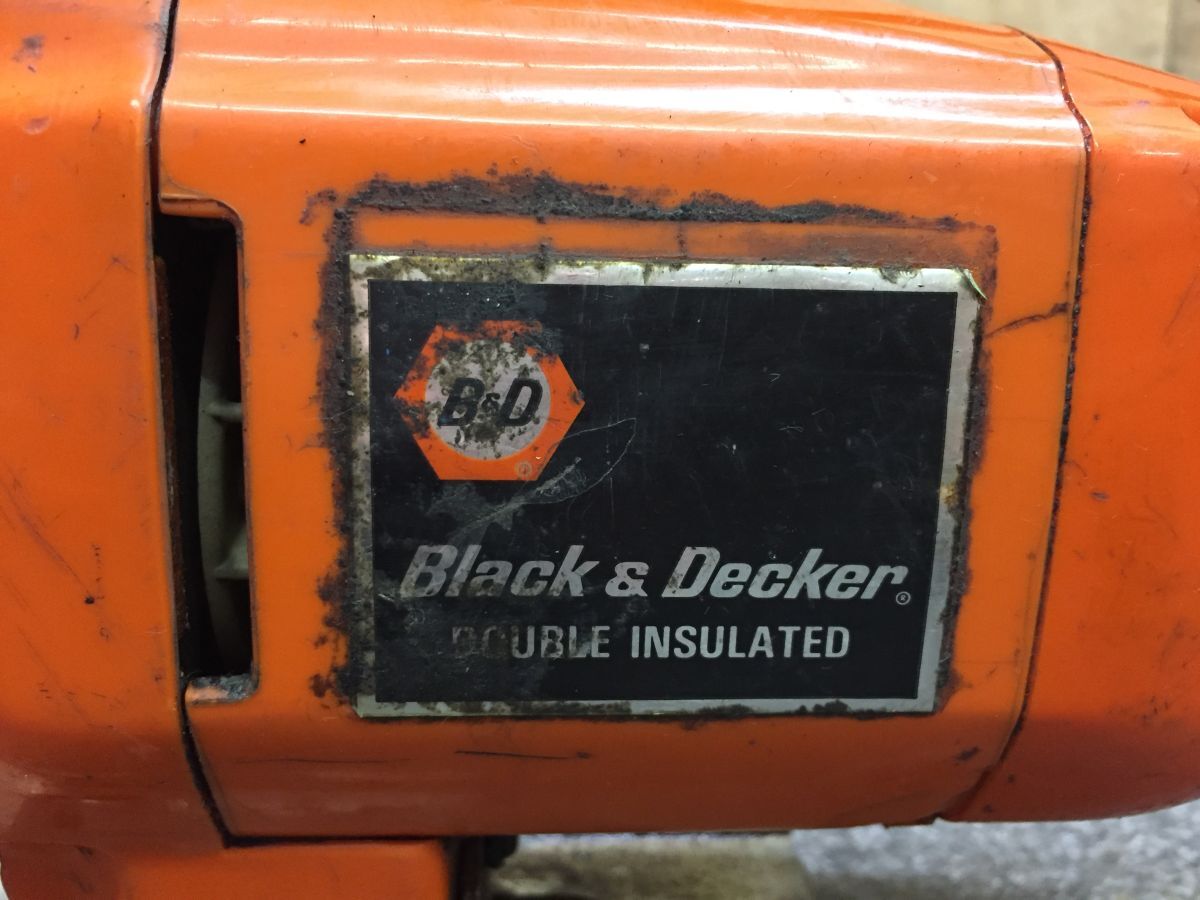 B&D
®
Black & Decker®
DOUBLE INSULATED